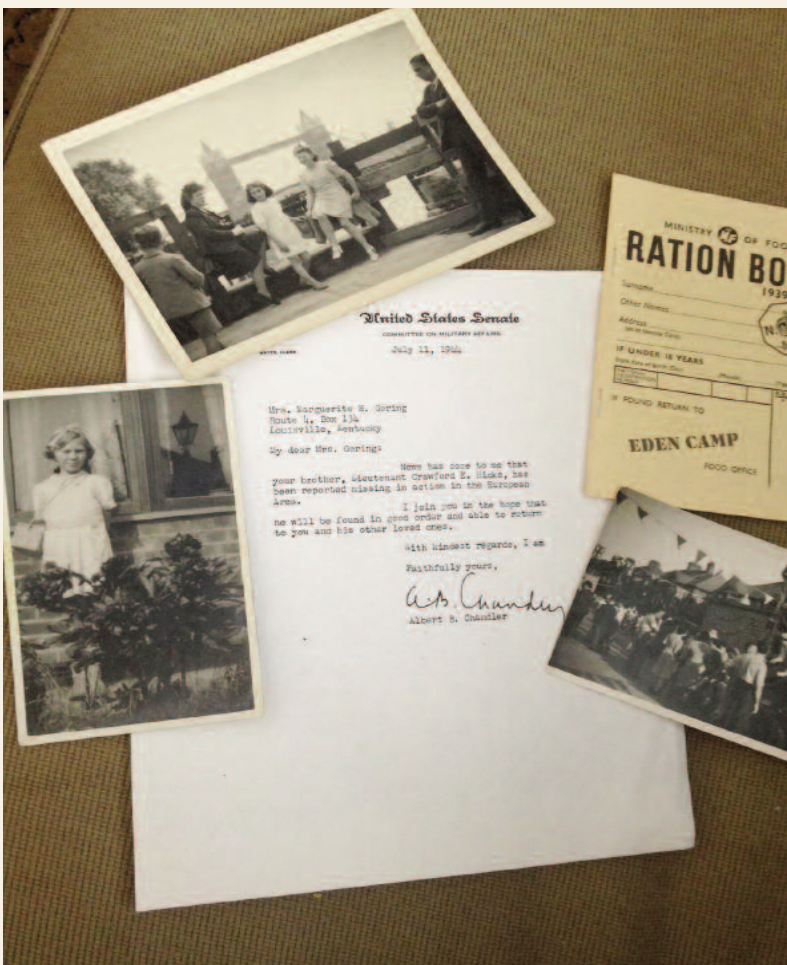 United States Senate
COMMITTEE ON MILITARY AFFAIRS
July 11, 1944
Mrs. Marguerite H. Goring
Route 4, Box 134
Louisville, Kentucky
My dear Mrs. Goring:
News has come to me that
your brother, Lieutenant Crawford E. Hicks, has
been reported missing in action in the European
Area.
I join you in the hope that
he will be found in good order and able to return
to you and his other loved ones.
With kindest regards, I am
Faithfully yours,
A.B. Chandler
Albert B. Chandler
MINISTRY MF OF FOO
RATION BO
1939
Surname
Other Names
Address
IF UNDER 16 YEARS
IF FOUND RETURN TO
EDEN CAMP
FOOD OFFICE